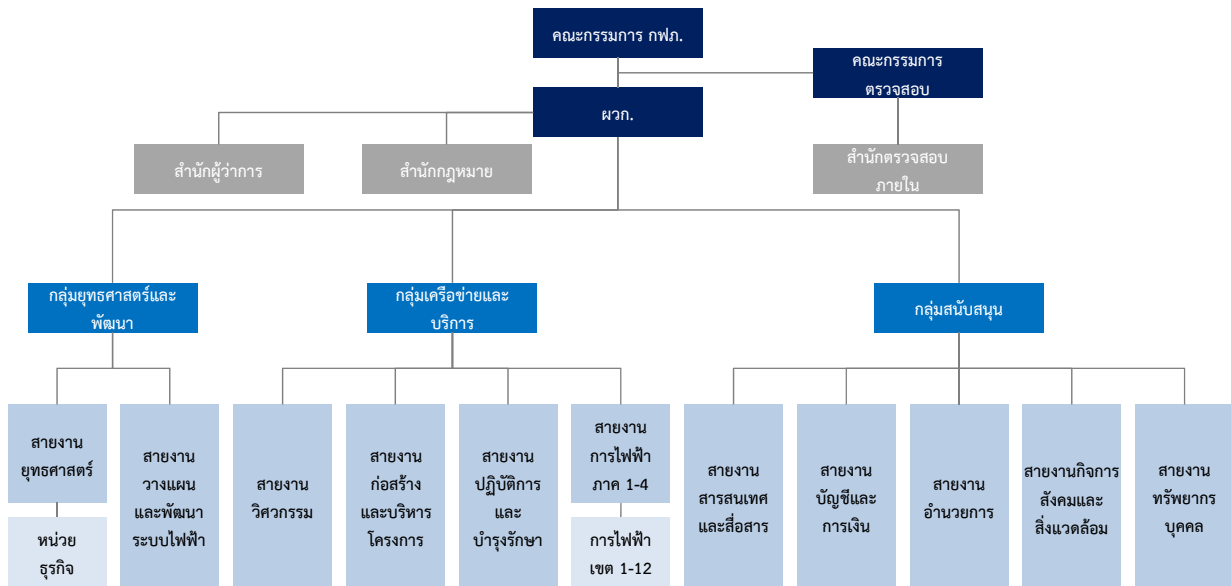 คณะกรรมการ กฟภ.
คณะกรรมการ
ตรวจสอบ
ผวก.
สำนักผู้ว่าการ
สำนักกฎหมาย
สำนักตรวจสอบ
ภายใน
กลุ่มยุทธศาสตร์และ
พัฒนา
กลุ่มเครือข่ายและ
บริการ
กลุ่มสนับสนุน
สายงาน
ยุทธศาสตร์
หน่วย
ธุรกิจ
สายงาน
วางแผน
และพัฒนา
ระบบไฟฟ้า
สายงาน
วิศวกรรม
สายงาน
ก่อสร้าง
และบริหาร
โครงการ
สายงาน
ปฏิบัติการ
และ
บำรุงรักษา
สายงาน
การไฟฟ้า
ภาค 1-4
การไฟฟ้า
เขต 1-12
สายงาน
สารสนเทศ
และสื่อสาร
สายงาน
บัญชีและ
การเงิน
สายงาน
อำนวยการ
สายงานกิจการ
สังคมและ
สิ่งแวดล้อม
สายงาน
ทรัพยากร
บุคคล